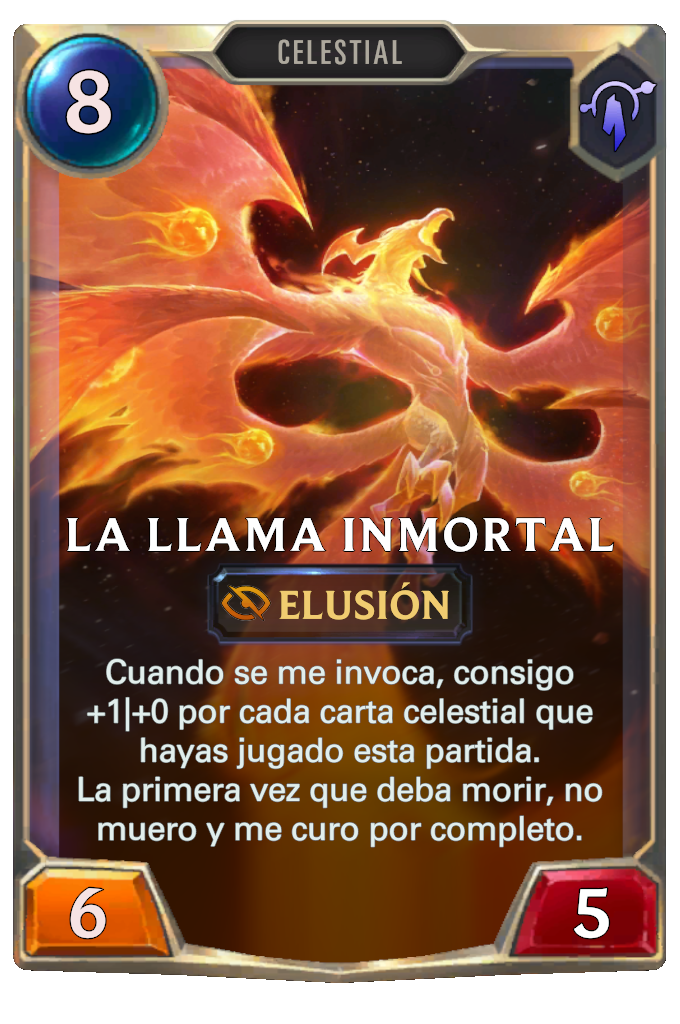 CELESTIAL
8
LA LLAMA INMORTAL
ELUSIÓN
Cuando se me invoca, consigo
+1|+0 por cada carta celestial que
hayas jugado esta partida.
La primera vez que deba morir, no
muero y me curo por completo.
6
5